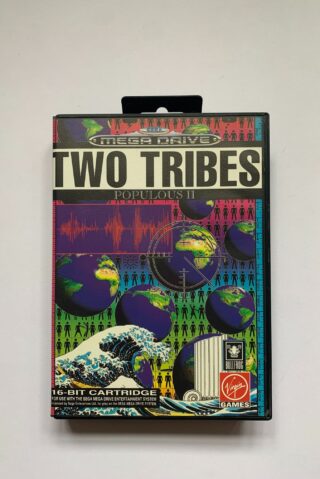 SEGA
MEGA DRIVE
TWO TRIBES
POPULOUS II
16-BIT CARTRIDGE
FOR USE WITH THE SEGA MEGA DRIVE ENTERTAINMENT SYSTEM
BULLFROG
Virgin
GAMES